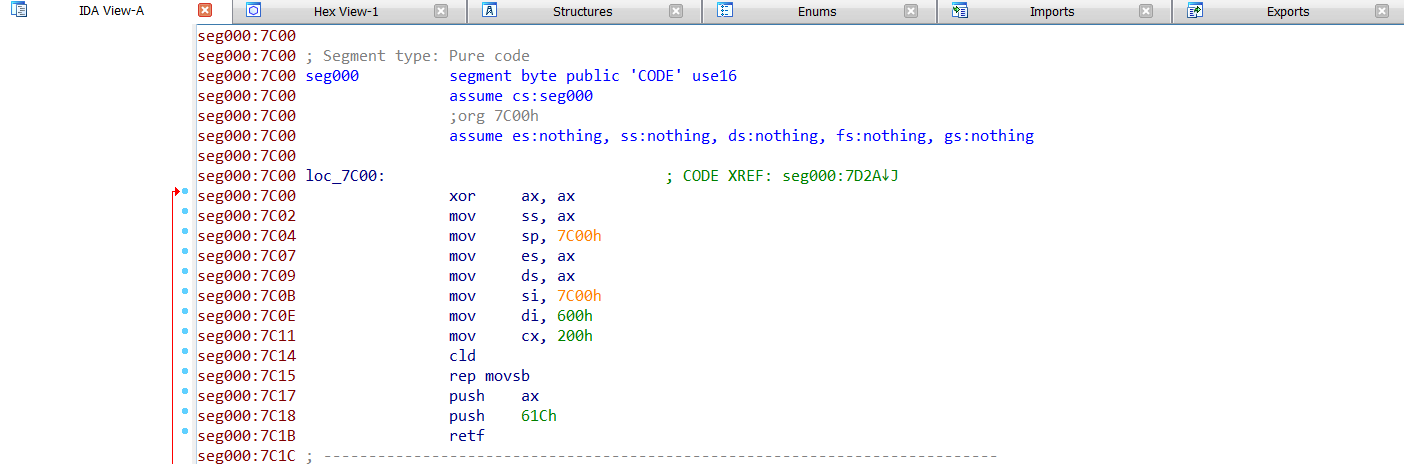 IDA View-A Hex View-1 Structures Enums Imports Exports
seg000:7C00
seg000:7C00 ; Segment type: Pure code
seg000:7C00 seg000 segment byte public 'CODE' use16
seg000:7C00 assume cs:seg000
seg000:7C00 ;org 7C00h
seg000:7C00 assume es:nothing, ss:nothing, ds:nothing, fs:nothing, gs:nothing
seg000:7C00
seg000:7C00 loc_7C00: ; CODE XREF: seg000:7D2A↓J
seg000:7C00 xor ax, ax
seg000:7C02 mov ss, ax
seg000:7C04 mov sp, 7C00h
seg000:7C07 mov es, ax
seg000:7C09 mov ds, ax
seg000:7C0B mov si, 7C00h
seg000:7C0E mov di, 600h
seg000:7C11 mov cx, 200h
seg000:7C14 cld
seg000:7C15 rep movsb
seg000:7C17 push ax
seg000:7C18 push 61Ch
seg000:7C1B retf
seg000:7C1C ; ---------------------------------------------------------------------------